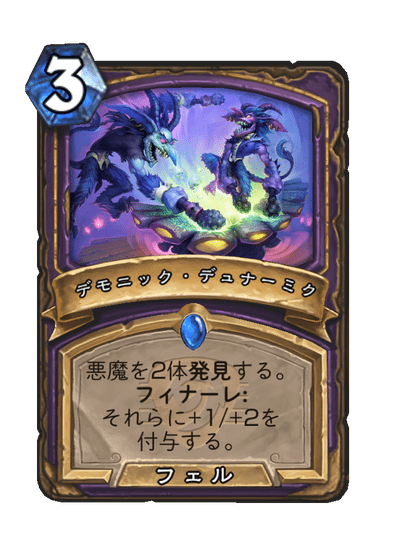 3
デモニック・デュナーミク
悪魔を2体発見する。
フィナーレ:
それらに+1/+2を
付与する。
フェル